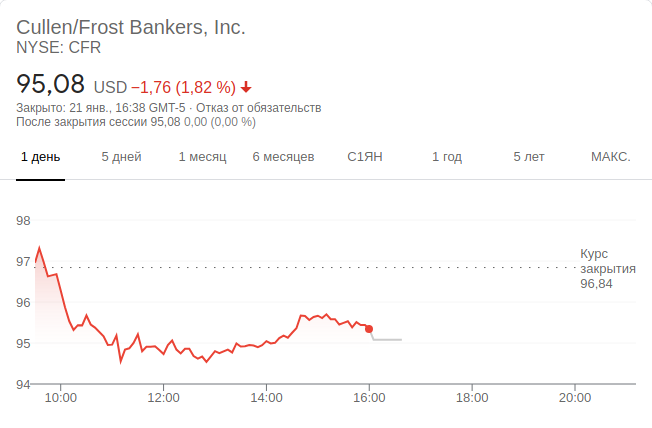 Cullen/Frost Bankers, Inc.
NYSE: CFR
95,08 USD −1,76 (1,82 %)
Закрыто: 21 янв., 16:38 GMT-5 · Отказ от обязательств
После закрытия сессии 95,08 0,00 (0,00 %)
1 день 5 дней 1 месяц 6 месяцев С1ЯН 1 год 5 лет МАКС.
98
97
96
95
94
Курс
закрытия
96,84
10:00 12:00 14:00 16:00 18:00 20:00